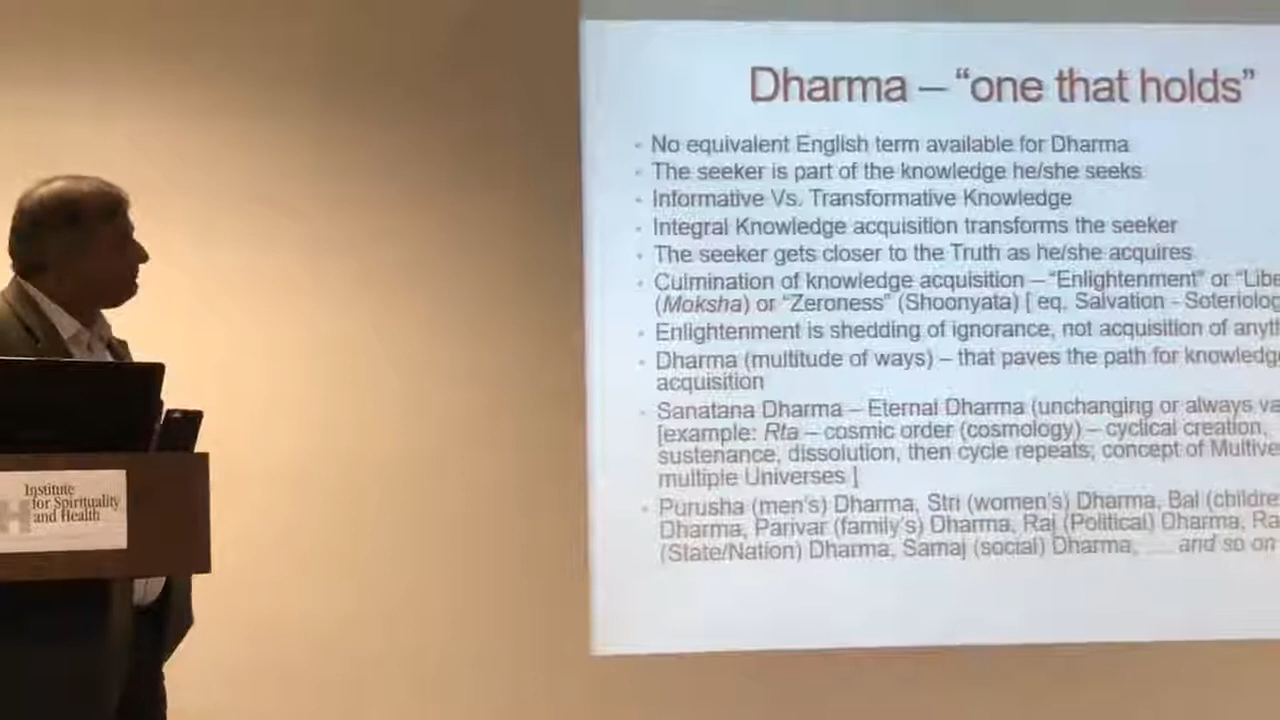 Dharma – “one that holds”
• No equivalent English term available for Dharma
• The seeker is part of the knowledge he/she seeks
• Informative Vs. Transformative Knowledge
• Integral Knowledge acquisition transforms the seeker
• The seeker gets closer to the Truth as he/she acquires
• Culmination of knowledge acquisition – “Enlightenment” or
(Moksha) or “Zeroness” (Shoonyata) [ eq. Salvation -
• Enlightenment is shedding of ignorance, not acquisition of
• Dharma (multitude of ways) – that paves the path for
acquisition
• Sanatana Dharma – Eternal Dharma (unchanging or always
[example: Rta – cosmic order (cosmology) – cyclical creation,
sustenance, dissolution, then cycle repeats; concept of
multiple Universes ]
• Purusha (men’s) Dharma, Stri (women’s) Dharma, Bal
Dharma, Parivar (family’s) Dharma, Raj (Political) Dharma,
(State/Nation) Dharma, Samaj (social) Dharma, .... and so on
Institute
for Spirituality
and Health